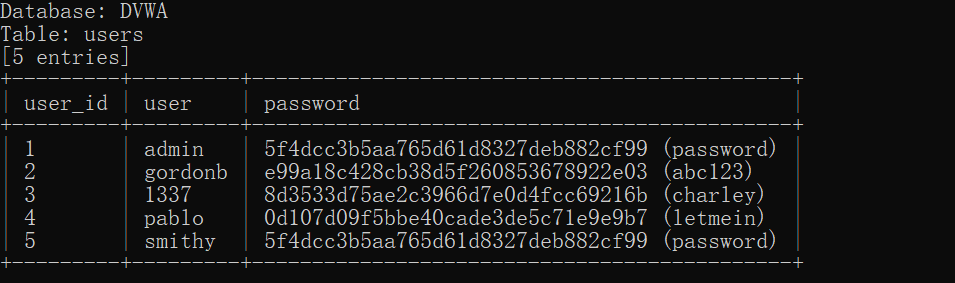 Database: DVWA
Table: users
[5 entries]
+---------+---------+---------------------------------------------+
| user_id | user    | password                                    |
+---------+---------+---------------------------------------------+
| 1       | admin   | 5f4dcc3b5aa765d61d8327deb882cf99 (password) |
| 2       | gordonb | e99a18c428cb38d5f260853678922e03 (abc123)   |
| 3       | 1337    | 8d3533d75ae2c3966d7e0d4fcc69216b (charley)  |
| 4       | pablo   | 0d107d09f5bbe40cade3de5c71e9e9b7 (letmein)  |
| 5       | smithy  | 5f4dcc3b5aa765d61d8327deb882cf99 (password) |
+---------+---------+---------------------------------------------+